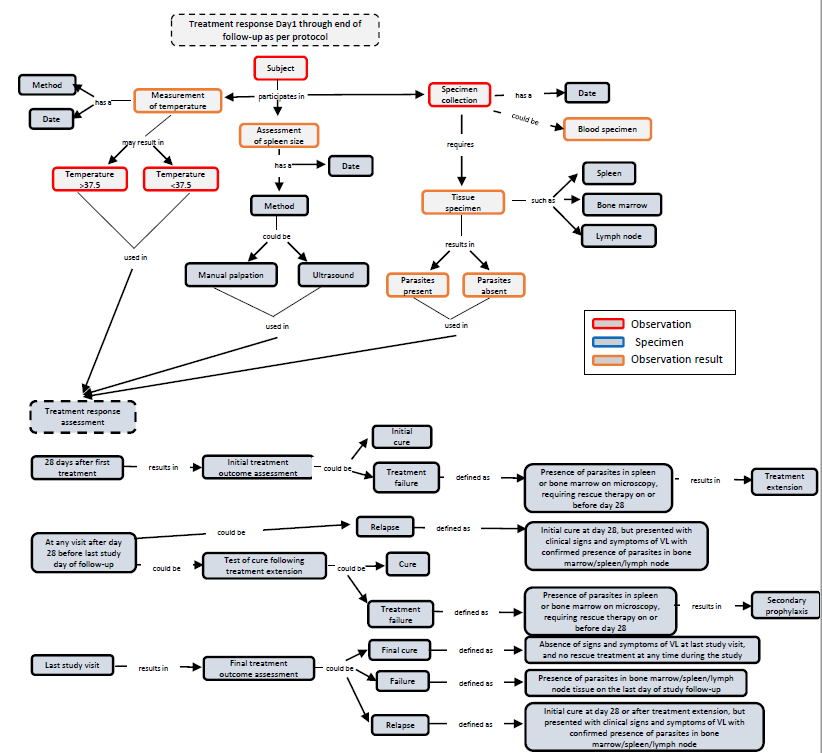 Treatment response Day1 through end of
follow-up as per protocol
Subject
Method
has a
Measurement
of temperature
participates in
Specimen
collection
has a
Date
Date
could be
Blood specimen
may result in
Assessment
of spleen size
requires
Temperature
>37.5
Temperature
<37.5
has a
Date
Spleen
Method
Tissue
specimen
such as
Bone marrow
could be
Lymph node
used in
results in
Manual palpation
Ultrasound
Parasites
present
Parasites
absent
used in
used in
Observation
Specimen
Observation result
Treatment response
assessment
28 days after first
treatment
results in
Initial treatment
outcome assessment
could be
Initial
cure
Treatment
failure
defined as
Presence of parasites in spleen
or bone marrow on microscopy,
requiring rescue therapy on or
before day 28
results in
Treatment
extension
At any visit after day
28 before last study
day of follow-up
could be
Relapse
defined as
Initial cure at day 28, but presented with
clinical signs and symptoms of VL with
confirmed presence of parasites in bone
marrow/spleen/lymph node
could be
Test of cure following
treatment extension
could be
Cure
Treatment
failure
defined as
Presence of parasites in spleen
or bone marrow on microscopy,
requiring rescue therapy on or
before day 28
results in
Secondary
prophylaxis
Last study visit
results in
Final treatment
outcome assessment
could be
Final cure
defined as
Absence of signs and symptoms of VL at last study visit,
and no rescue treatment at any time during the study
Failure
defined as
Presence of parasites in bone marrow/spleen/lymph
node tissue on the last day of study follow-up
Relapse
defined as
Initial cure at day 28 or after treatment extension, but
presented with clinical signs and symptoms of VL with
confirmed presence of parasites in bone
marrow/spleen/lymph node